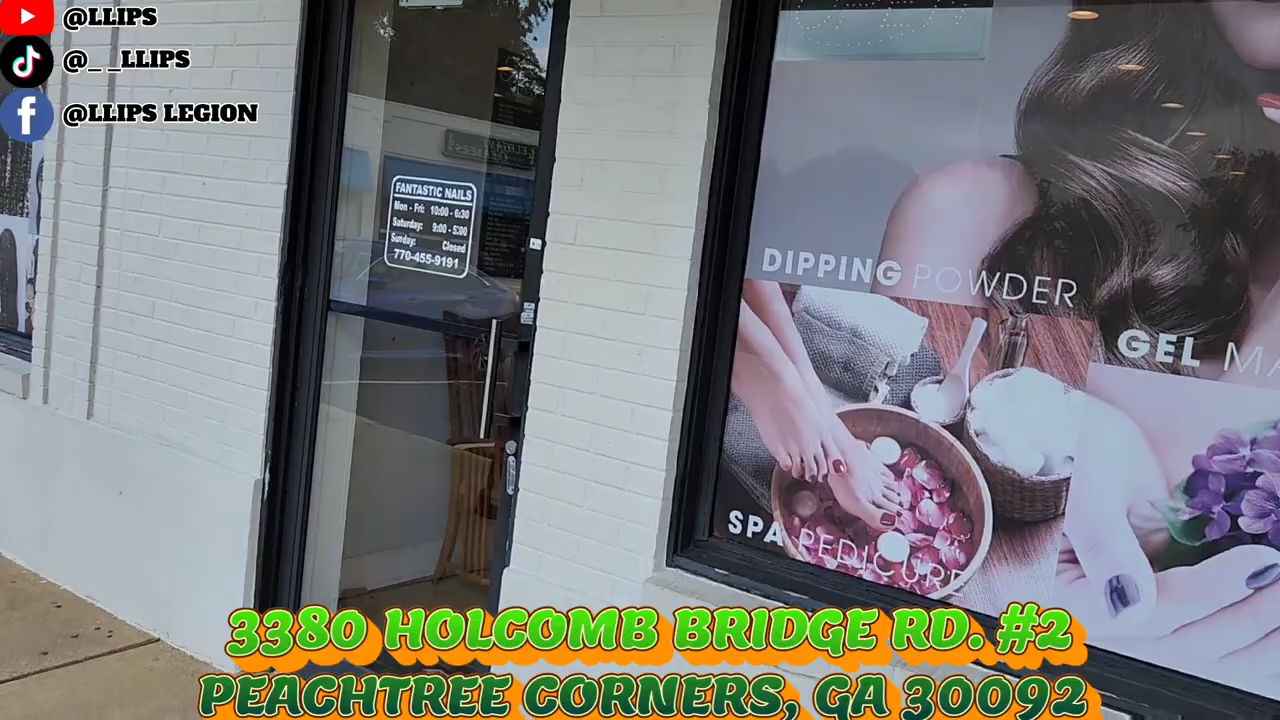 @LLIPS
@_ _LLIPS
@LLIPS LEGION
FANTASTIC NAILS
Mon - Fri: 10:00 - 6:30
Saturday: 9:00 - 5:00
Sunday: Closed
770-455-9191
DIPPING POWDER
GEL MA
SPA PEDICURE
3380 HOLCOMB BRIDGE RD. #2
PEACHTREE CORNERS, GA 30092